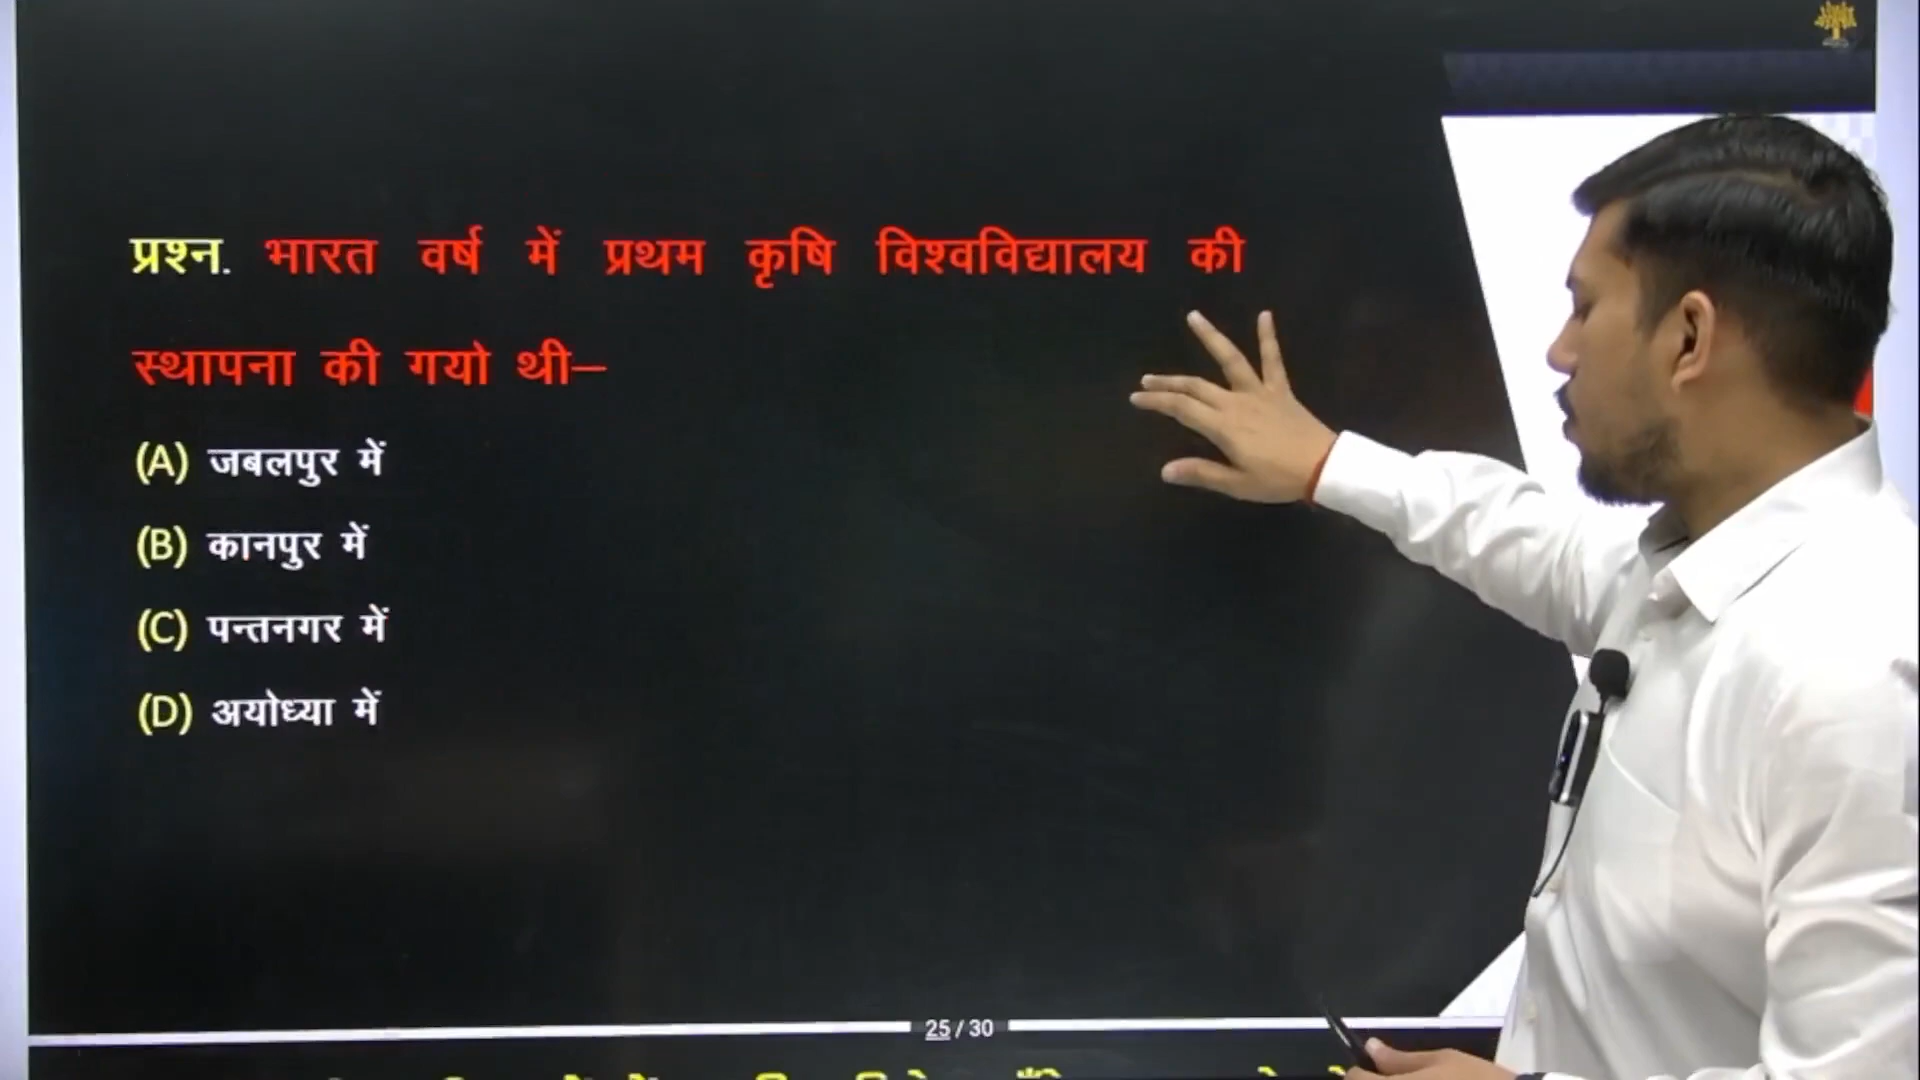 प्रश्न. भारत वर्ष में प्रथम कृषि विश्वविद्यालय की
स्थापना की गयो थी–
(A) जबलपुर में
(B) कानपुर में
(C) पन्तनगर में
(D) अयोध्या में
25 / 30